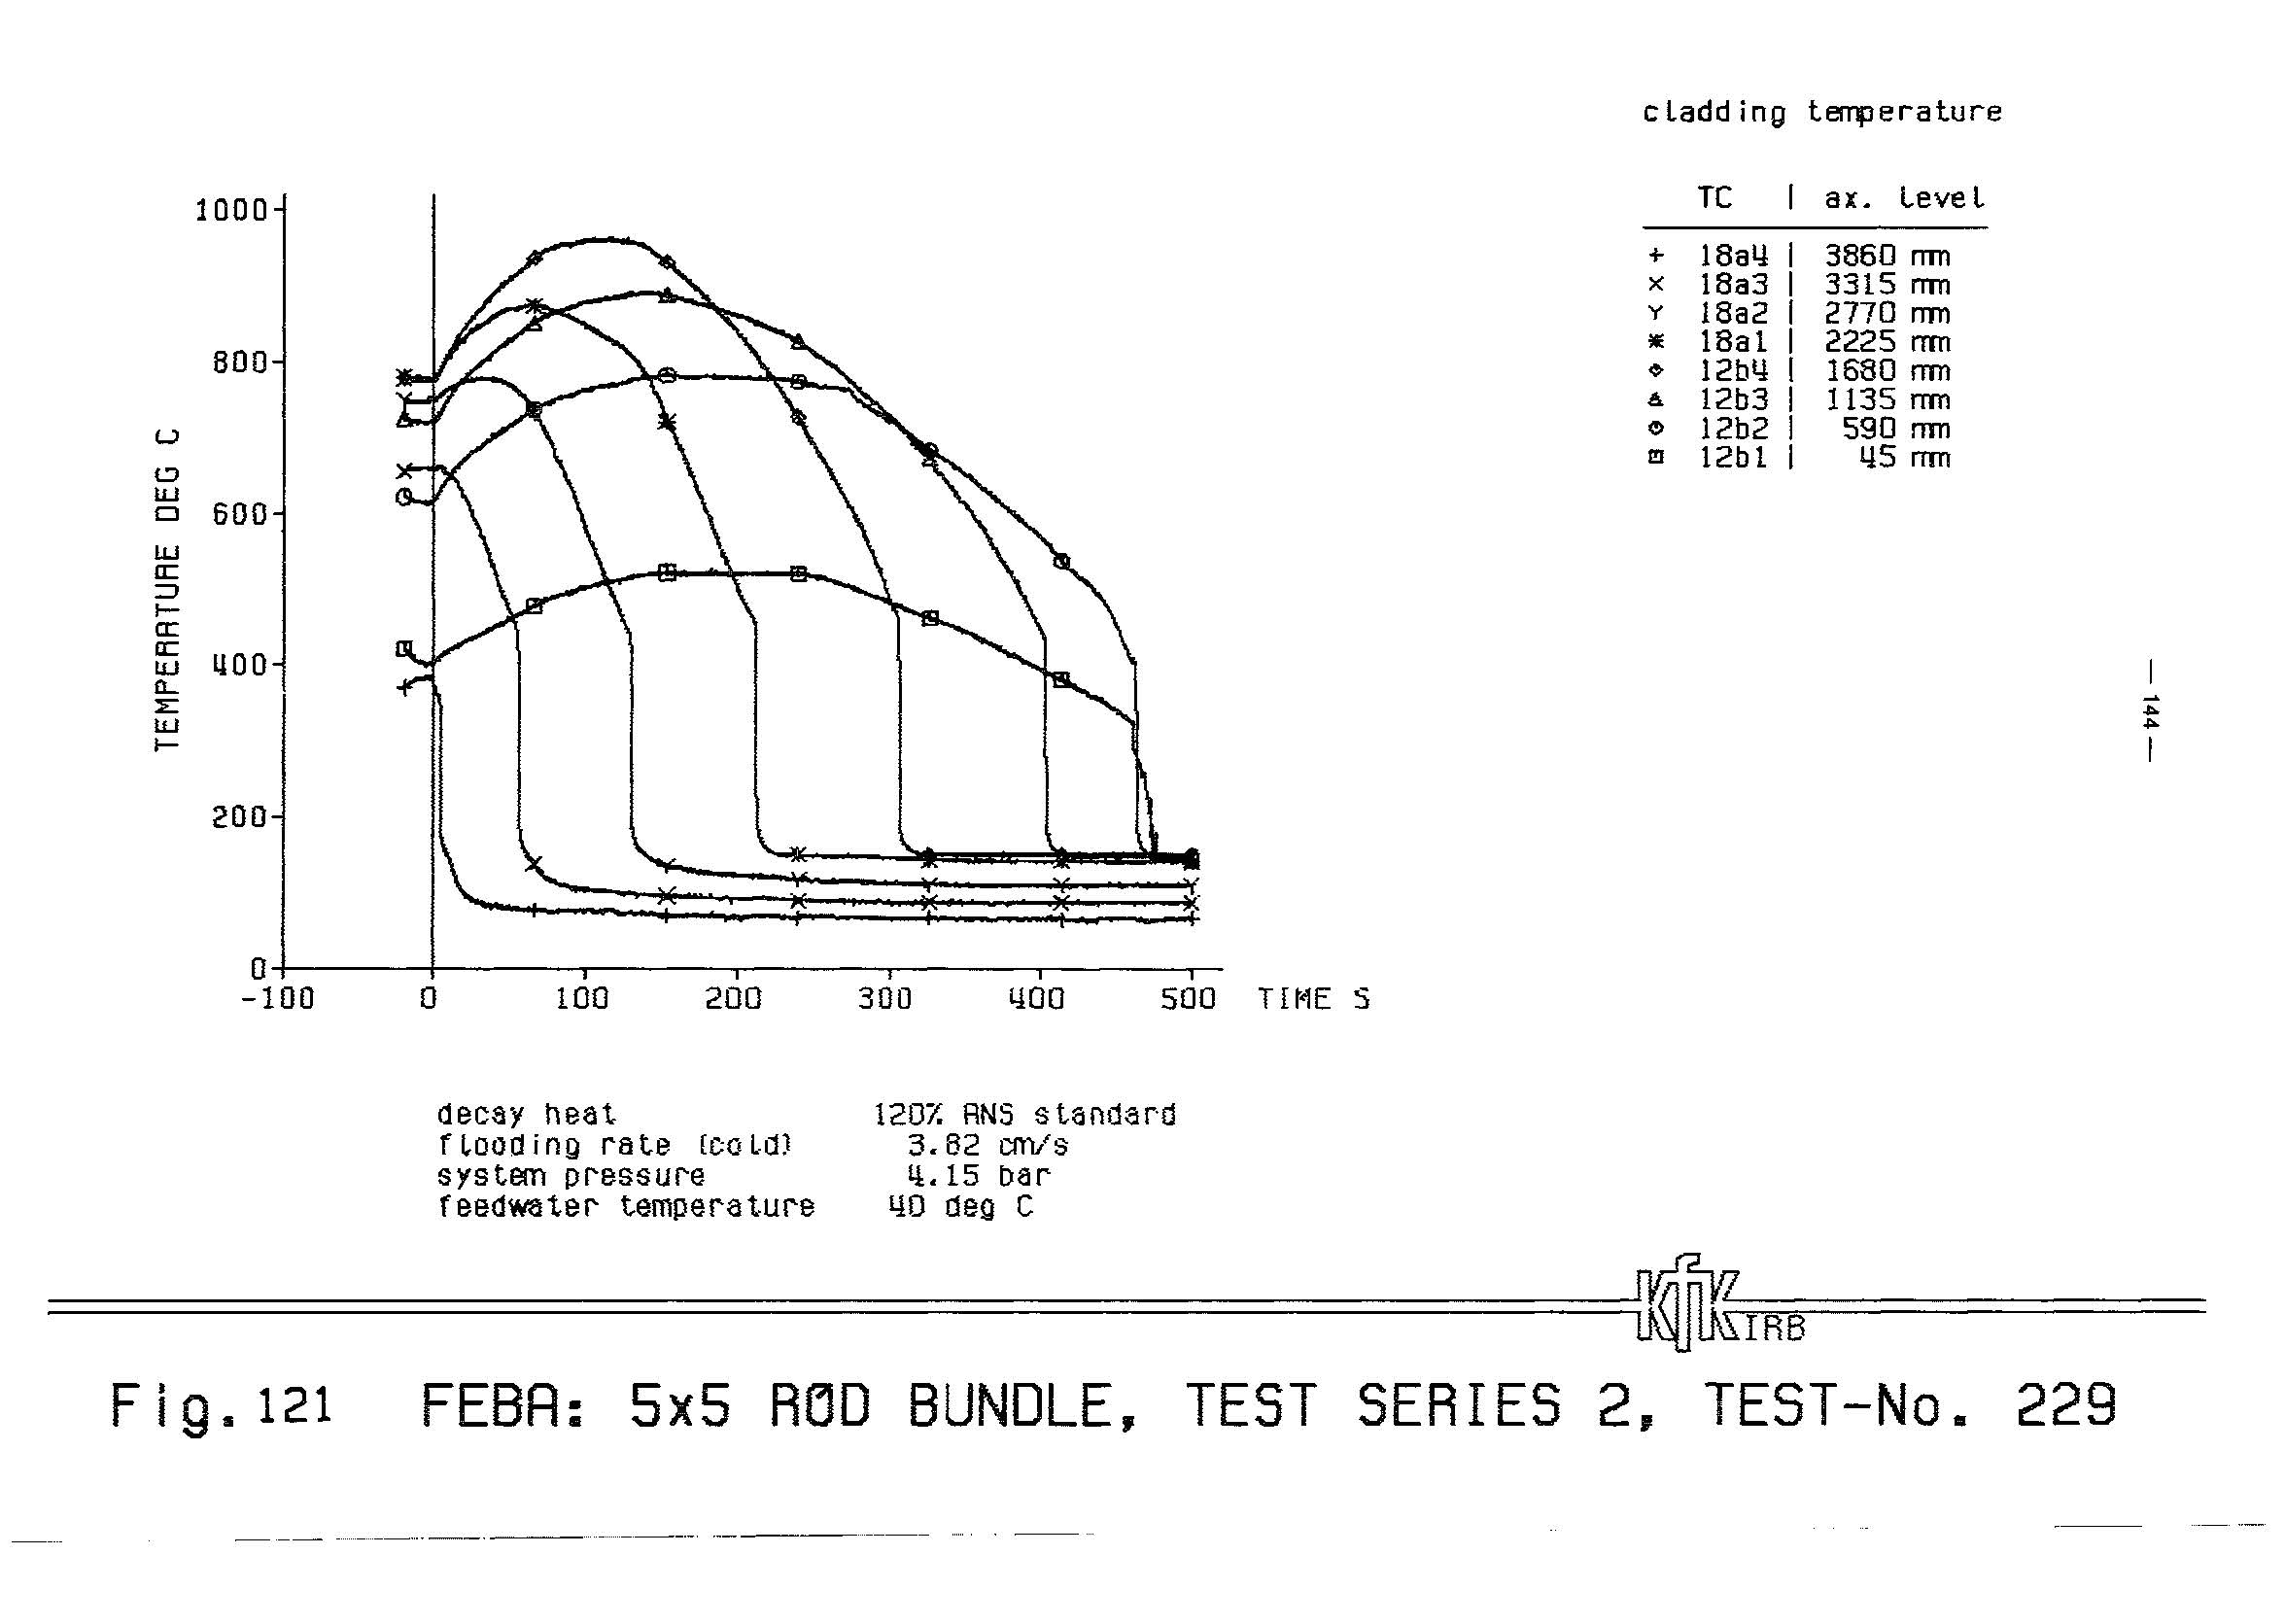 cladding temperature
TC | ax. level
+ 18a4 | 3860 mm
× 18a3 | 3315 mm
Y 18a2 | 2770 mm
✳ 18a1 | 2225 mm
◇ 12b4 | 1680 mm
△ 12b3 | 1135 mm
○ 12b2 | 590 mm
□ 12b1 | 45 mm
TEMPERATURE DEG C
1000
800
600
400
200
0
-100 0 100 200 300 400 500 TIME S
— 144 —
decay heat 120% ANS standard
flooding rate (cold) 3.82 cm/s
system pressure 4.15 bar
feedwater temperature 40 deg C
KfK IRB
Fig. 121 FEBA: 5x5 RØD BUNDLE, TEST SERIES 2, TEST-No. 229